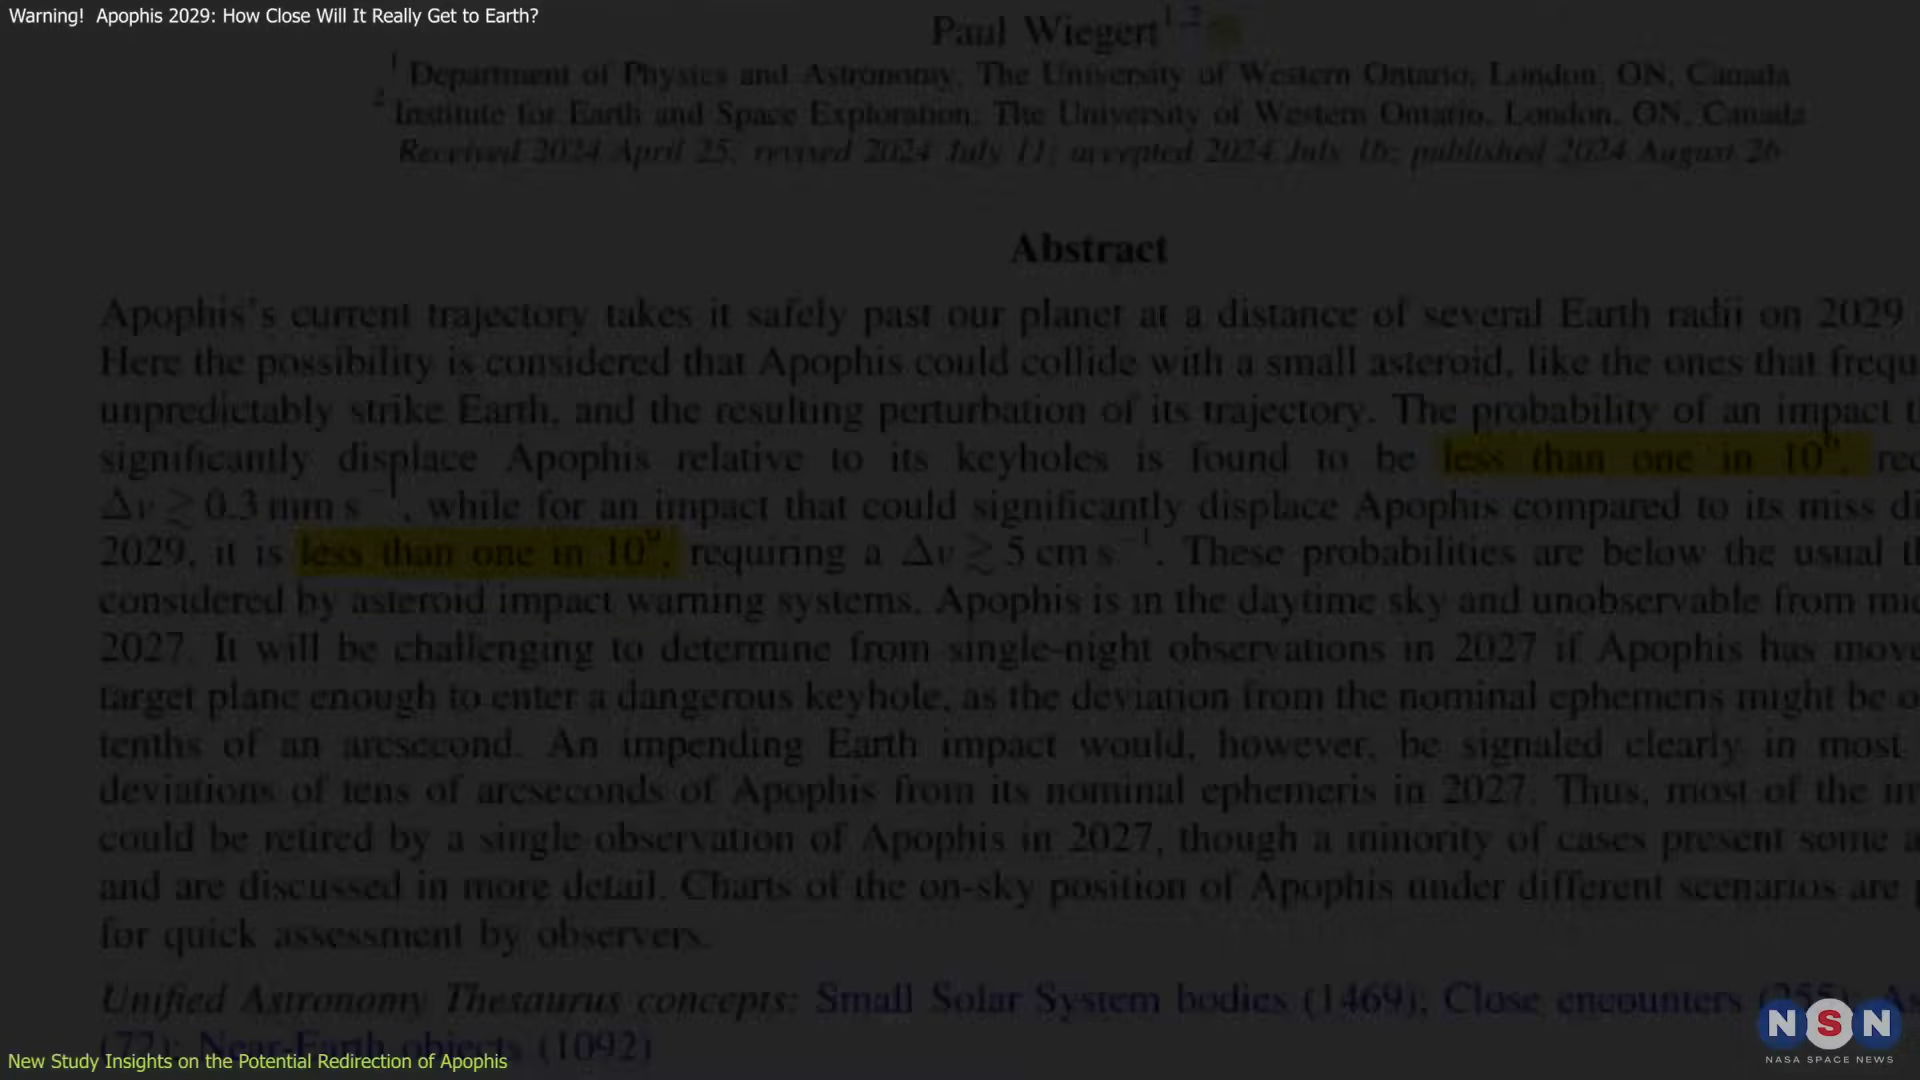 Warning!  Apophis 2029: How Close Will It Really Get to Earth?
Paul Wiegert1,2
1 Department of Physics and Astronomy, The University of Western Ontario, London, ON, Canada
2 Institute for Earth and Space Exploration, The University of Western Ontario, London, ON, Canada
Received 2024 April 25; revised 2024 July 11; accepted 2024 July 16; published 2024 August 26
Abstract
Apophis's current trajectory takes it safely past our planet at a distance of several Earth radii on 2029
Here the possibility is considered that Apophis could collide with a small asteroid, like the ones that frequ
unpredictably strike Earth, and the resulting perturbation of its trajectory. The probability of an impact t
significantly displace Apophis relative to its keyholes is found to be less than one in 10⁶, req
Δv ≳ 0.3 mm s⁻¹, while for an impact that could significantly displace Apophis compared to its miss di
2029, it is less than one in 10⁹, requiring a Δv ≳ 5 cm s⁻¹. These probabilities are below the usual th
considered by asteroid impact warning systems. Apophis is in the daytime sky and unobservable from mid
2027. It will be challenging to determine from single-night observations in 2027 if Apophis has move
target plane enough to enter a dangerous keyhole, as the deviation from the nominal ephemeris might be o
tenths of an arcsecond. An impending Earth impact would, however, be signaled clearly in most
deviations of tens of arcseconds of Apophis from its nominal ephemeris in 2027. Thus, most of the im
could be retired by a single observation of Apophis in 2027, though a minority of cases present some a
and are discussed in more detail. Charts of the on-sky position of Apophis under different scenarios are p
for quick assessment by observers.
Unified Astronomy Thesaurus concepts: Small Solar System bodies (1469); Close encounters (255); As
(72); Near-Earth objects (1092)
NSN
NASA SPACE NEWS
New Study Insights on the Potential Redirection of Apophis